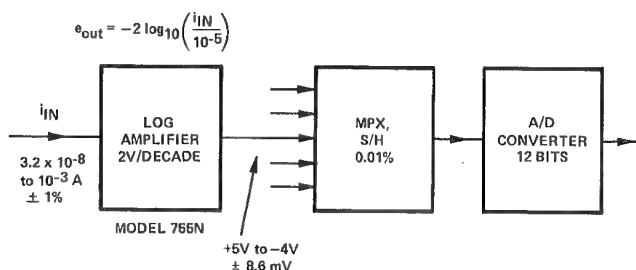 e_out = −2 log₁₀(i_IN / 10⁻⁵)
i_IN
3.2 x 10⁻⁸
to 10⁻³ A
± 1%
LOG
AMPLIFIER
2V/DECADE
MODEL 755N
+5V to −4V
± 8.6 mV
MPX,
S/H
0.01%
A/D
CONVERTER
12 BITS